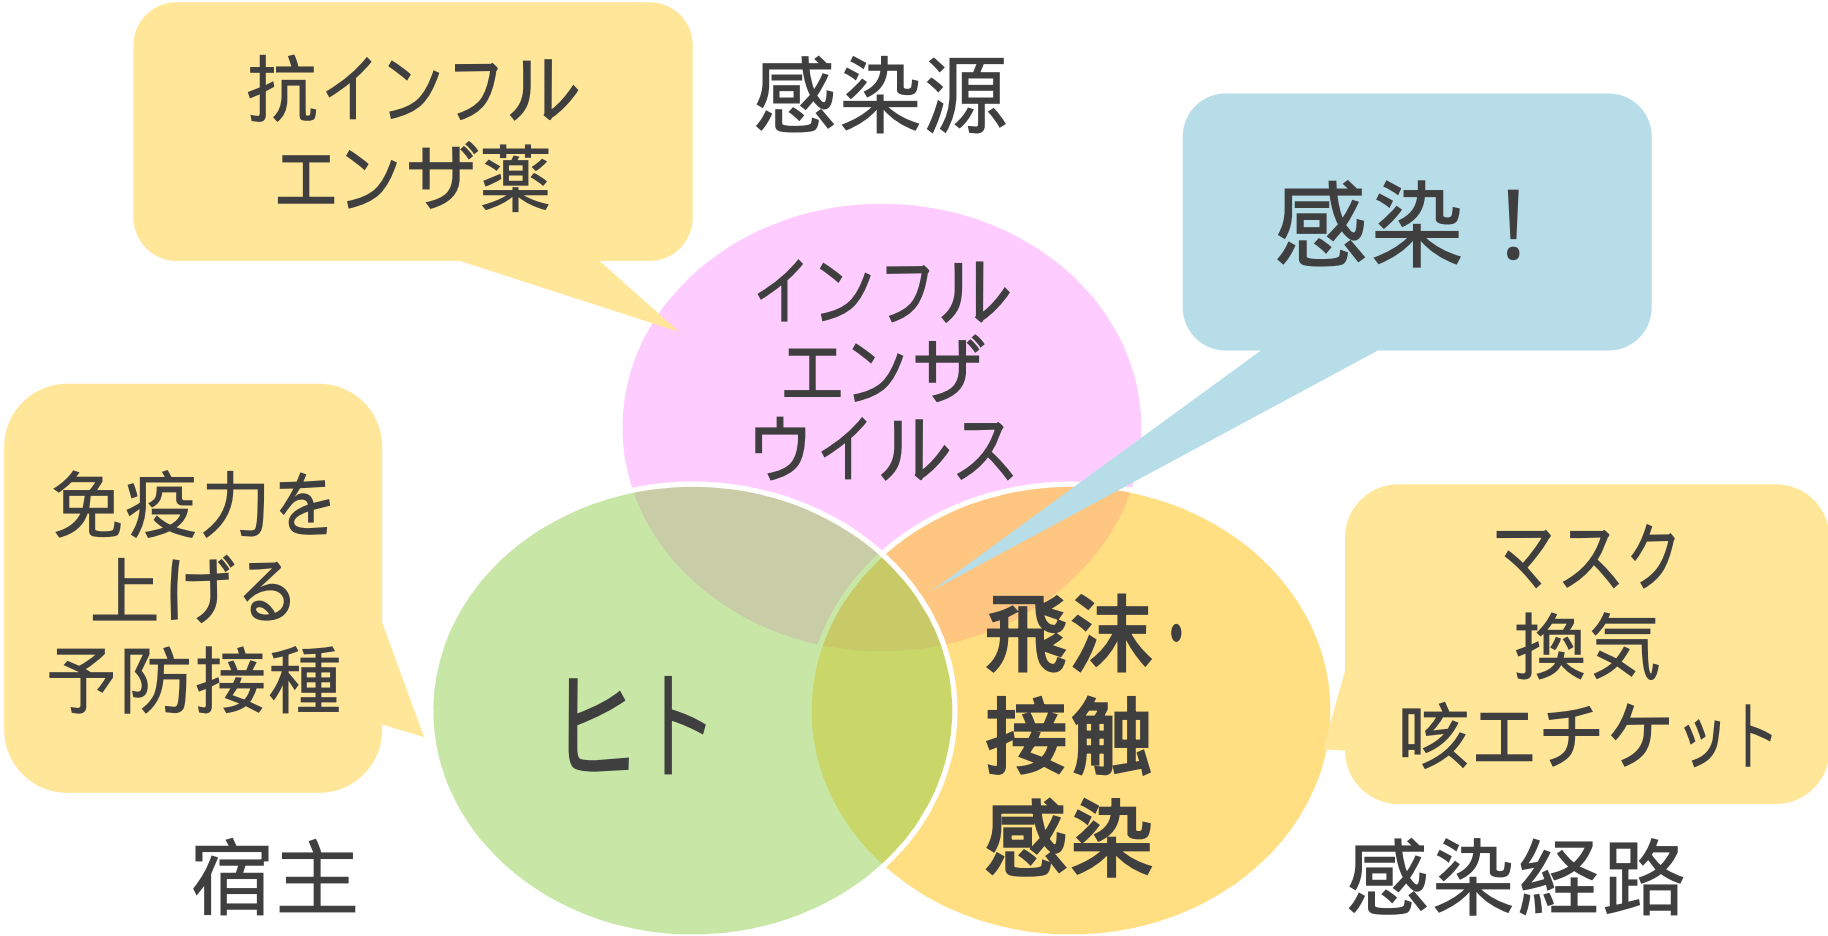 抗インフル
エンザ薬
感染源
感染！
インフル
エンザ
ウイルス
免疫力を
上げる
予防接種
ヒト
飛沫・
接触
感染
マスク
換気
咳エチケット
宿主
感染経路